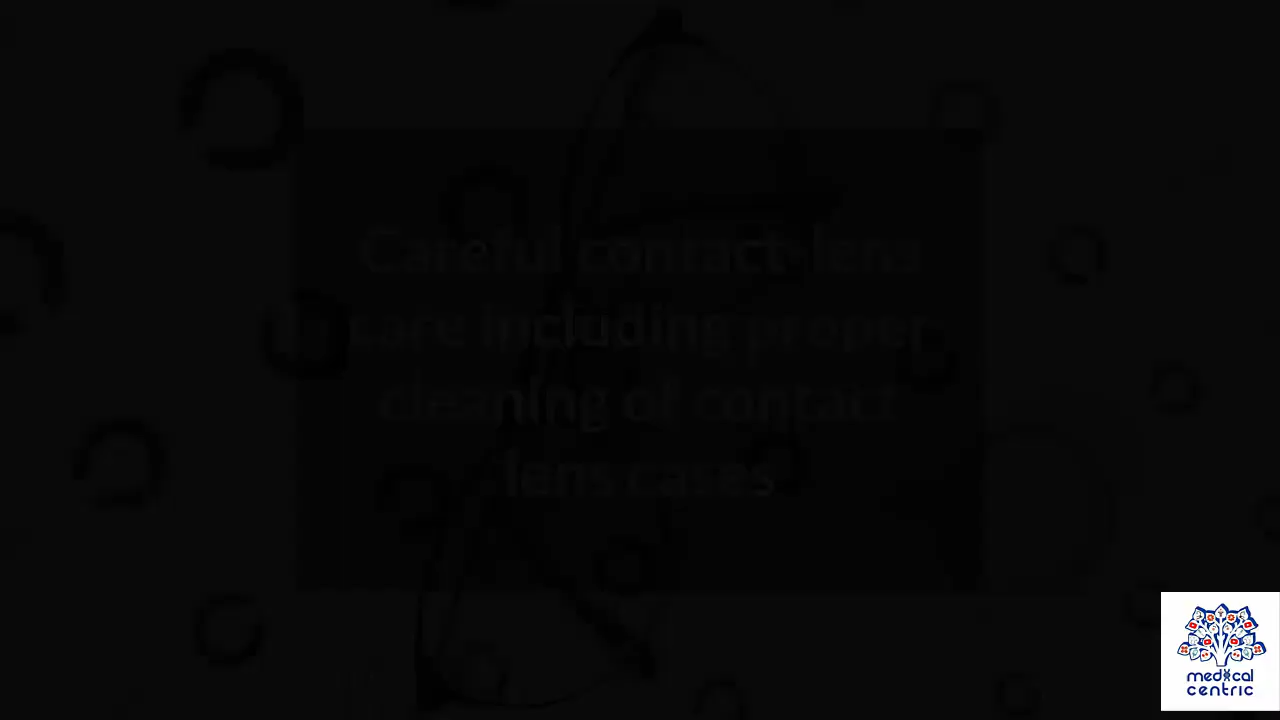 Careful contact-lens
care including proper
cleaning of contact
lens cases
medical
centric